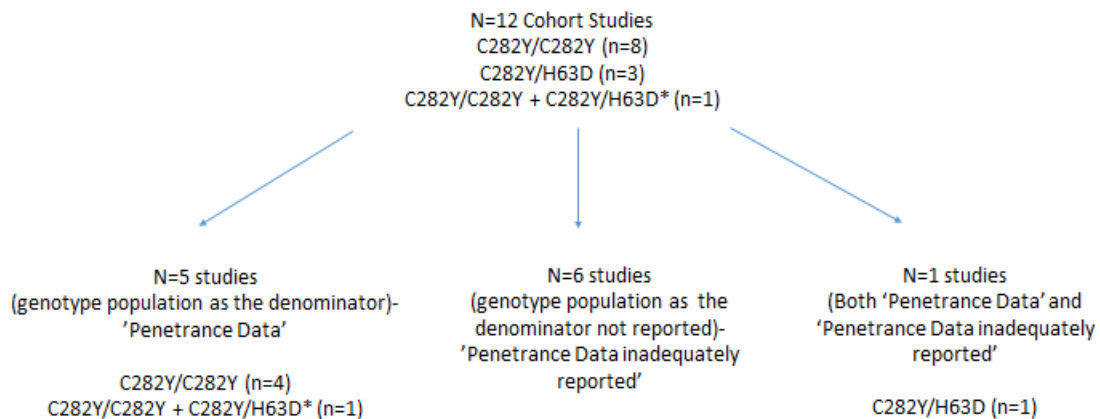 N=12 Cohort Studies
C282Y/C282Y (n=8)
C282Y/H63D (n=3)
C282Y/C282Y + C282Y/H63D* (n=1)
N=5 studies
(genotype population as the denominator)-
’Penetrance Data’
C282Y/C282Y (n=4)
C282Y/C282Y + C282Y/H63D* (n=1)
N=6 studies
(genotype population as the
denominator not reported)-
’Penetrance Data inadequately
reported’
N=1 studies
(Both ‘Penetrance Data’ and
‘Penetrance Data inadequately
reported’
C282Y/H63D (n=1)